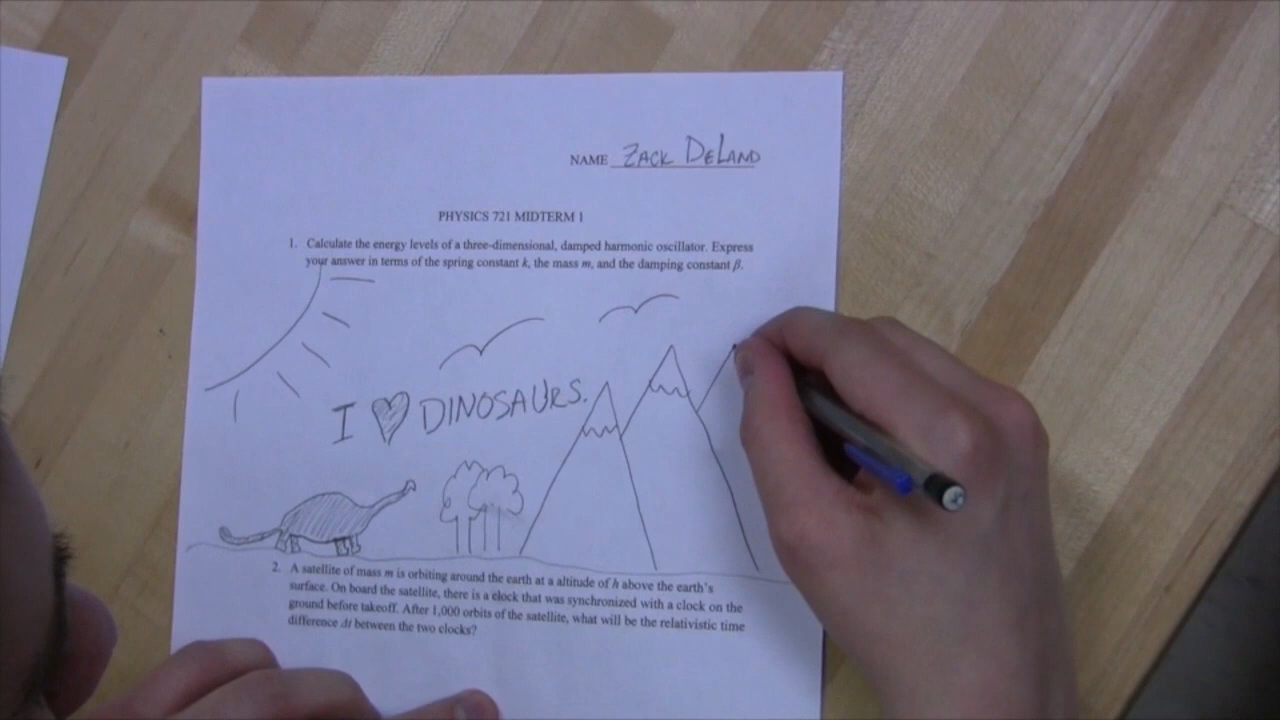 NAME ZACK DELAND
PHYSICS 721 MIDTERM 1
1. Calculate the energy levels of a three-dimensional, damped harmonic oscillator. Express
your answer in terms of the spring constant k, the mass m, and the damping constant β.
I ♥ DINOSAURS.
2. A satellite of mass m is orbiting around the earth at a altitude of h above the earth's
surface. On board the satellite, there is a clock that was synchronized with a clock on the
ground before takeoff. After 1,000 orbits of the satellite, what will be the relativistic time
difference Δt between the two clocks?